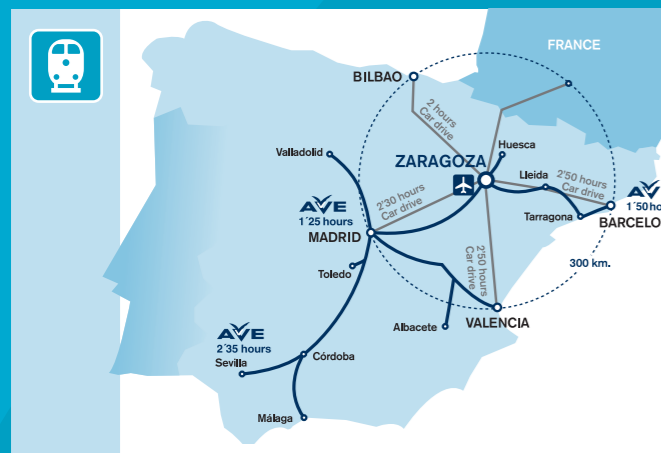 FRANCE
BILBAO
2 hours
Car drive
Valladolid
Huesca
ZARAGOZA
Lleida
2'50 hours
Car drive
AVE
1´25 hours
2'30 hours
Car drive
AV
1´50 ho
Tarragona
BARCELO
MADRID
2'50 hours
Car drive
300 km.
Toledo
VALENCIA
Albacete
AVE
2´35 hours
Sevilla
Córdoba
Málaga